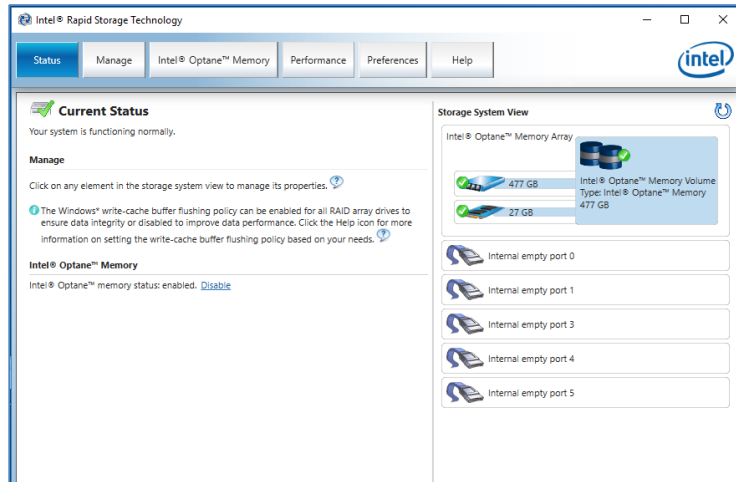 Intel® Rapid Storage Technology
Status
Manage
Intel® Optane™ Memory
Performance
Preferences
Help
intel
Current Status
Your system is functioning normally.
Manage
Click on any element in the storage system view to manage its properties. ?
i The Windows* write-cache buffer flushing policy can be enabled for all RAID array drives to
ensure data integrity or disabled to improve data performance. Click the Help icon for more
information on setting the write-cache buffer flushing policy based on your needs. ?
Intel® Optane™ Memory
Intel® Optane™ memory status: enabled. Disable
Storage System View
Intel® Optane™ Memory Array
477 GB
27 GB
Intel® Optane™ Memory Volume
Type: Intel® Optane™ Memory
477 GB
Internal empty port 0
Internal empty port 1
Internal empty port 3
Internal empty port 4
Internal empty port 5